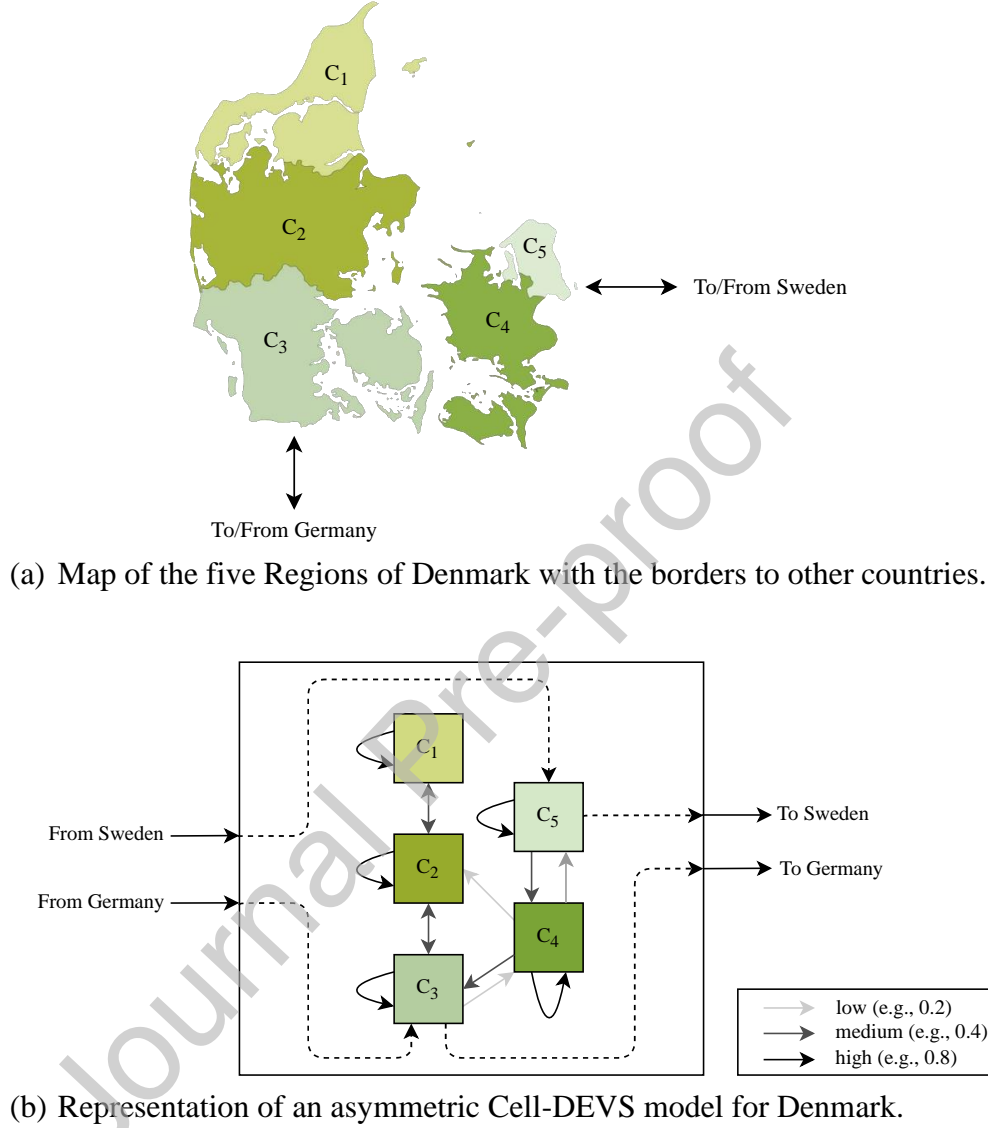 C1
C2
C5
To/From Sweden
C4
C3
To/From Germany
(a) Map of the five Regions of Denmark with the borders to other countries.
C1
C5
To Sweden
From Sweden
C2
To Germany
From Germany
C4
C3
low (e.g., 0.2)
medium (e.g., 0.4)
high (e.g., 0.8)
(b) Representation of an asymmetric Cell-DEVS model for Denmark.
Journal Pre-proof